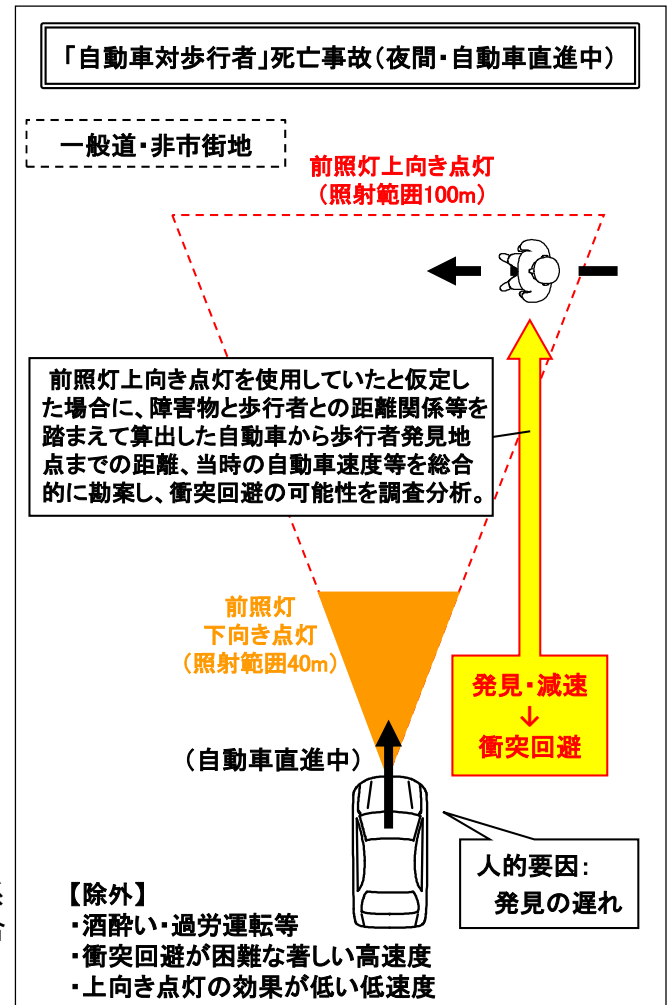 「自動車対歩行者」死亡事故(夜間・自動車直進中)
一般道・非市街地
前照灯上向き点灯
(照射範囲100m)
前照灯上向き点灯を使用していたと仮定し
た場合に、障害物と歩行者との距離関係等を
踏まえて算出した自動車から歩行者発見地
点までの距離、当時の自動車速度等を総合
的に勘案し、衝突回避の可能性を調査分析。
前照灯
下向き点灯
(照射範囲40m)
発見・減速
↓
衝突回避
(自動車直進中)
人的要因:
発見の遅れ
【除外】
・酒酔い・過労運転等
・衝突回避が困難な著しい高速度
・上向き点灯の効果が低い低速度